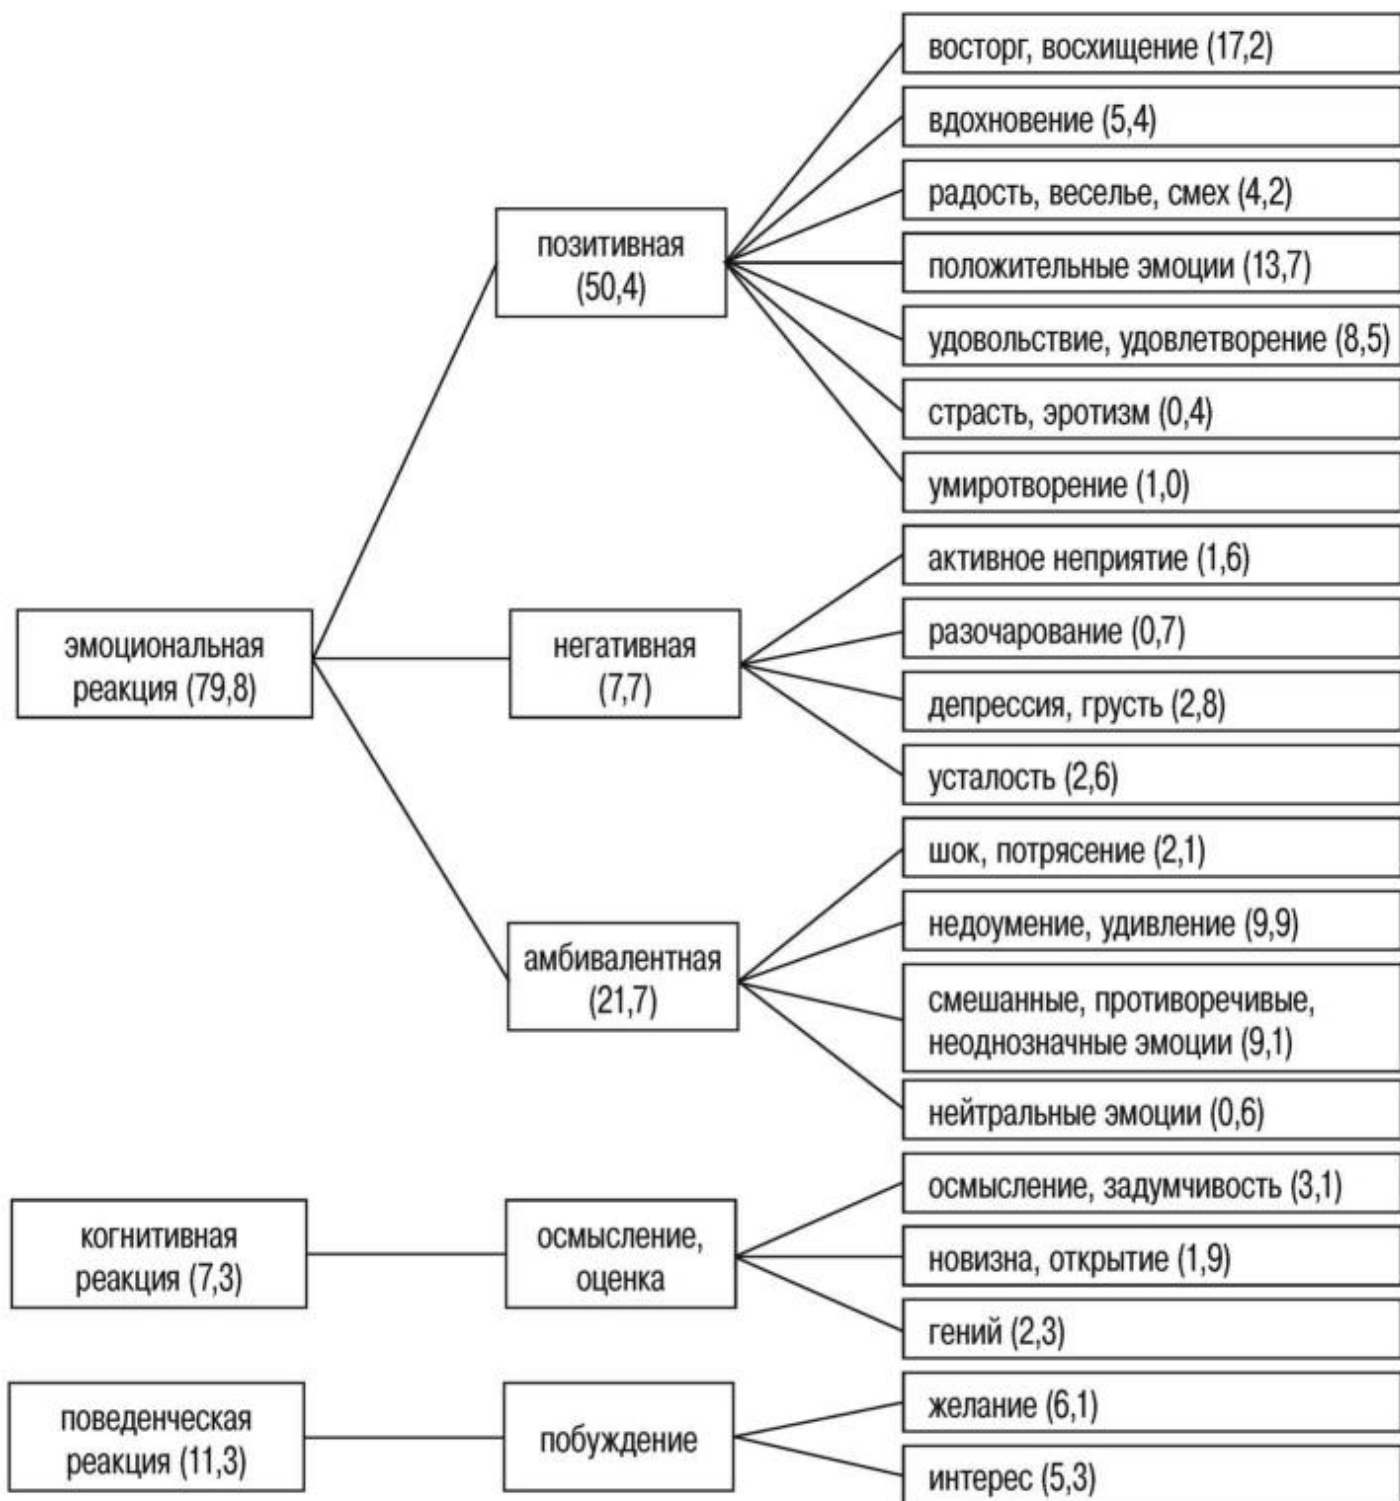 восторг, восхищение (17,2)
вдохновение (5,4)
радость, веселье, смех (4,2)
позитивная
(50,4)
положительные эмоции (13,7)
удовольствие, удовлетворение (8,5)
страсть, эротизм (0,4)
умиротворение (1,0)
активное неприятие (1,6)
эмоциональная
реакция (79,8)
негативная
(7,7)
разочарование (0,7)
депрессия, грусть (2,8)
усталость (2,6)
шок, потрясение (2,1)
недоумение, удивление (9,9)
амбивалентная
(21,7)
смешанные, противоречивые,
неоднозначные эмоции (9,1)
нейтральные эмоции (0,6)
когнитивная
реакция (7,3)
осмысление,
оценка
осмысление, задумчивость (3,1)
новизна, открытие (1,9)
гений (2,3)
поведенческая
реакция (11,3)
побуждение
желание (6,1)
интерес (5,3)